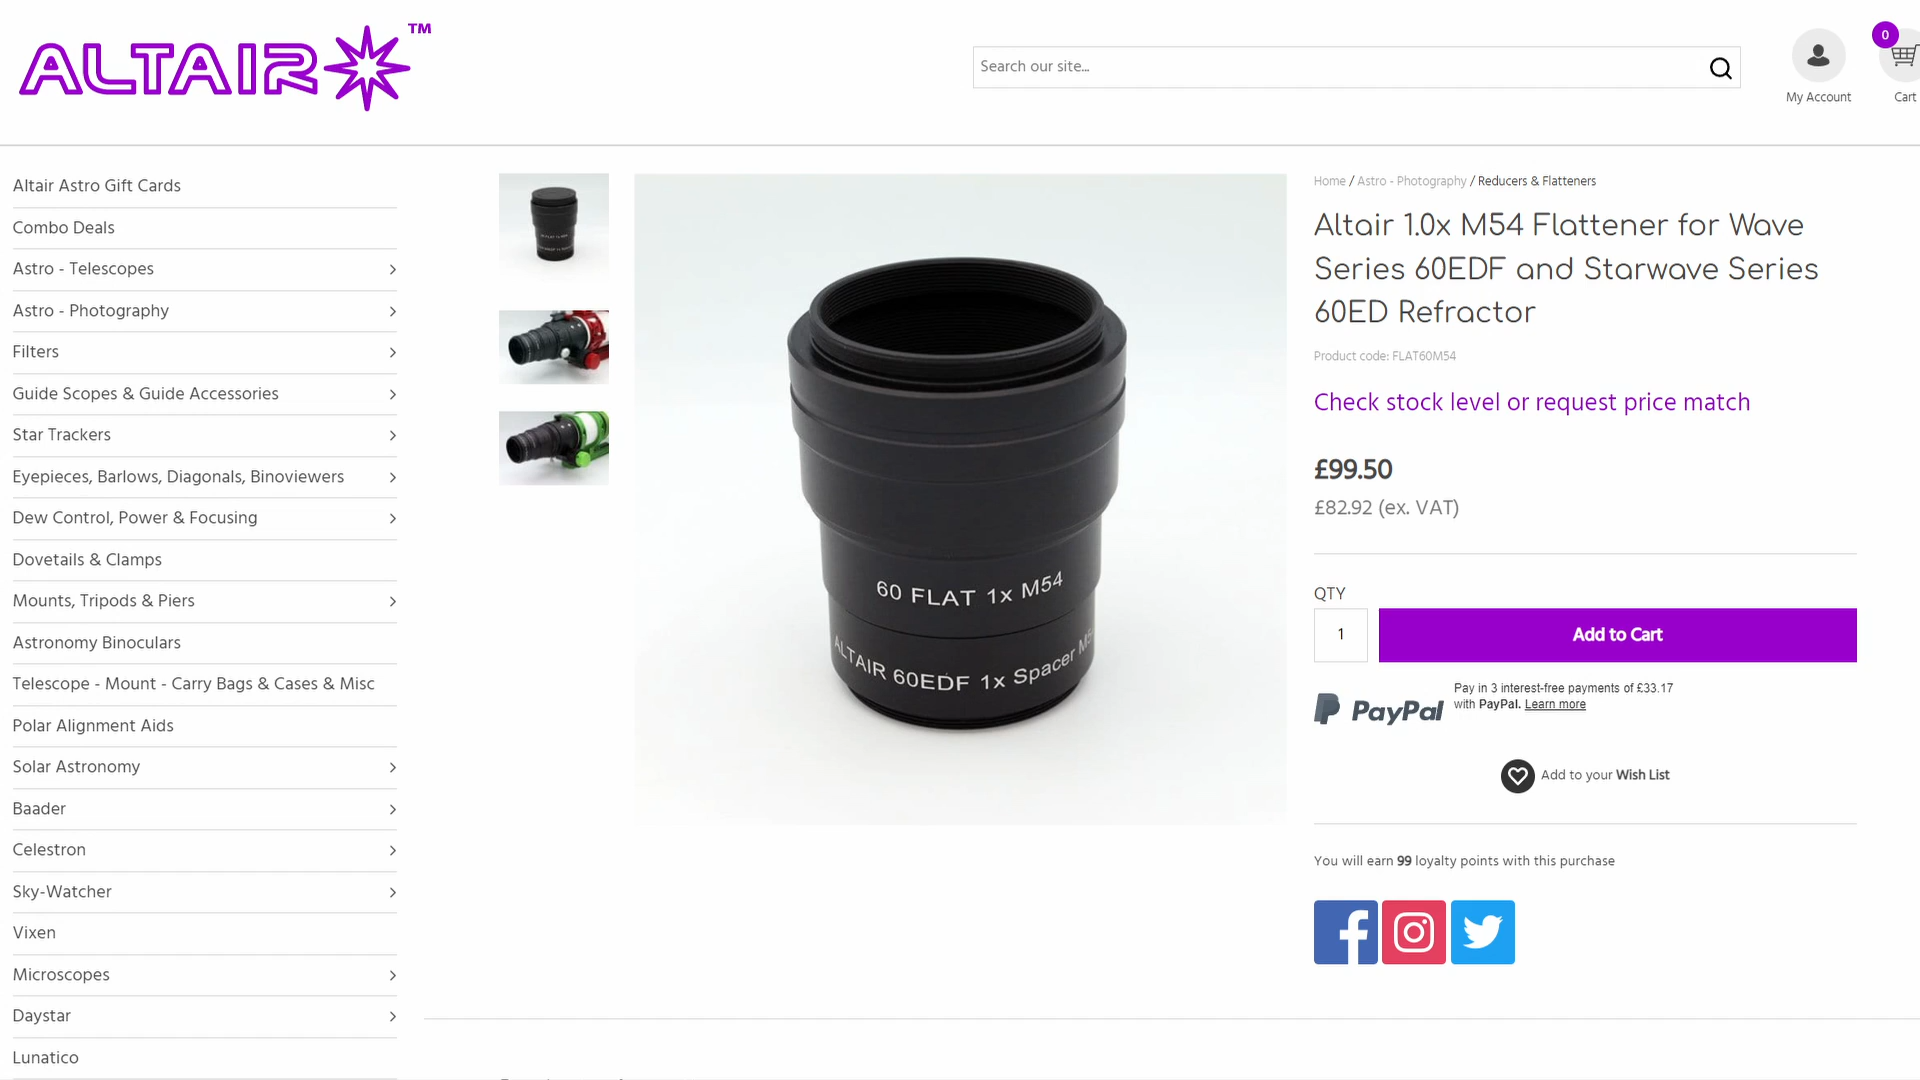 ALTAIR TM
Search our site...
0
My Account
Cart
Altair Astro Gift Cards
Combo Deals
Astro - Telescopes
Astro - Photography
Filters
Guide Scopes & Guide Accessories
Star Trackers
Eyepieces, Barlows, Diagonals, Binoviewers
Dew Control, Power & Focusing
Dovetails & Clamps
Mounts, Tripods & Piers
Astronomy Binoculars
Telescope - Mount - Carry Bags & Cases & Misc
Polar Alignment Aids
Solar Astronomy
Baader
Celestron
Sky-Watcher
Vixen
Microscopes
Daystar
Lunatico
60 FLAT 1x M54
ALTAIR 60EDF 1x Spacer
Home / Astro - Photography / Reducers & Flatteners
Altair 1.0x M54 Flattener for Wave
Series 60EDF and Starwave Series
60ED Refractor
Product code: FLAT60M54
Check stock level or request price match
£99.50
£82.92 (ex. VAT)
QTY
1
Add to Cart
PayPal
Pay in 3 interest-free payments of £33.17
with PayPal. Learn more
Add to your Wish List
You will earn 99 loyalty points with this purchase